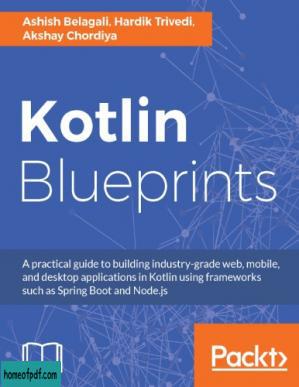 Ashish Belagali, Hardik Trivedi,
Akshay Chordiya
Kotlin
Blueprints
A practical guide to building industry-grade web, mobile,
and desktop applications in Kotlin using frameworks
such as Spring Boot and Node.js
Packt>
homeofpdf.com